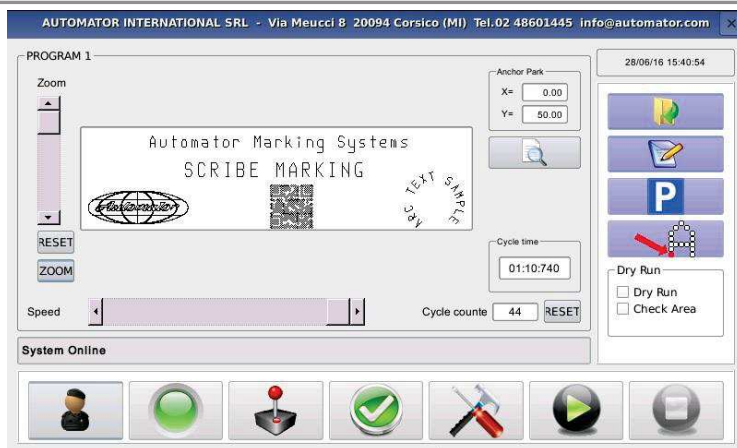 AUTOMATOR INTERNATIONAL SRL - Via Meucci 8 20094 Corsico (MI) Tel.02 48601445 info@automator.com
PROGRAM 1
28/06/16 15:40:54
Zoom
Anchor Park
X= 0.00
Y= 50.00
Automator Marking Systems
SCRIBE MARKING
Automator
ARC TEXT SAMPLE
P
A
RESET
ZOOM
Cycle time
01:10:740
Dry Run
Dry Run
Check Area
Speed
Cycle counte 44 RESET
System Online